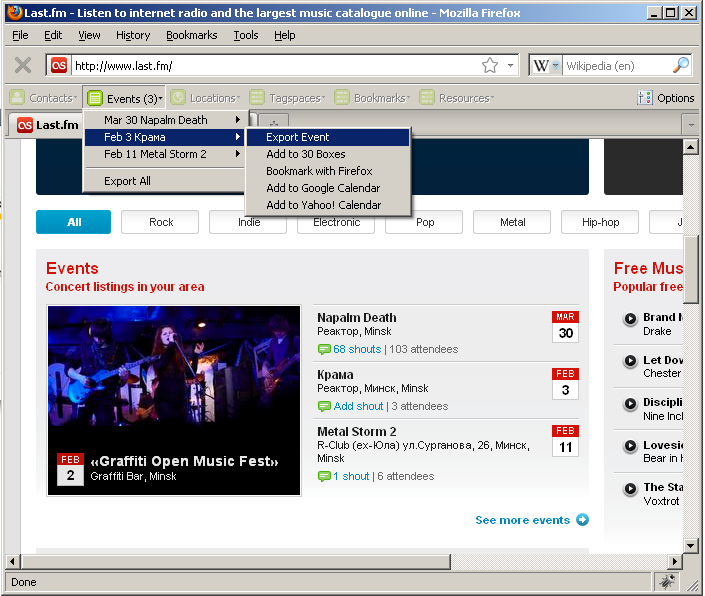 Last.fm - Listen to internet radio and the largest music catalogue online - Mozilla Firefox
File Edit View History Bookmarks Tools Help
http://www.last.fm/
W
Wikipedia (en)
Contacts
Events (3)
Locations
Tagspaces
Bookmarks
Resources
Options
Last.fm
Mar 30 Napalm Death
Feb 3 Крама
Feb 11 Metal Storm 2
Export All
Export Event
Add to 30 Boxes
Bookmark with Firefox
Add to Google Calendar
Add to Yahoo! Calendar
All
Rock
Indie
Electronic
Pop
Metal
Hip-hop
Events
Concert listings in your area
FEB
2
«Graffiti Open Music Fest»
Graffiti Bar, Minsk
Napalm Death
Реактор, Minsk
68 shouts | 103 attendees
MAR
30
Крама
Реактор, Минск, Minsk
Add shout | 3 attendees
FEB
3
Metal Storm 2
R-Club (ex-Юла) ул.Сурганова, 26, Минск,
Minsk
1 shout | 6 attendees
FEB
11
See more events
Free Mus
Popular free
Brand N
Drake
Let Dow
Chester
Discipli
Nine Incl
Lovesic
Bear in H
The Sta
Voxtrot
Done